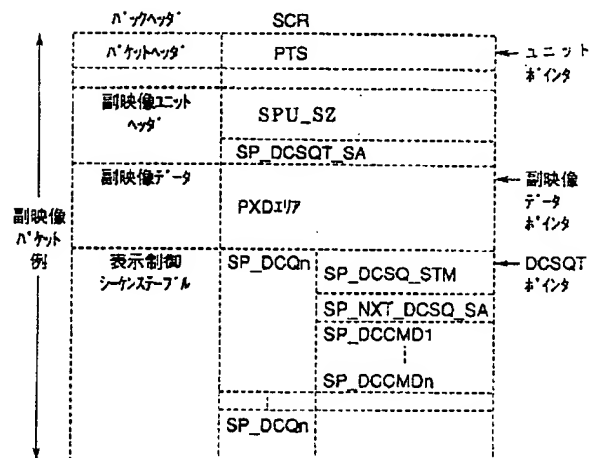 パックヘッダ SCR
パケットヘッダ PTS
ユニット
ポインタ
副映像ユニット
ヘッダ
SPU_SZ
SP_DCSQT_SA
副映像データ
PXDエリア
副映像
データ
ポインタ
副映像
パケット
例
表示制御
シーケンステーブル
SP_DCQn
SP_DCSQ_STM
DCSQT
ポインタ
SP_NXT_DCSQ_SA
SP_DCCMD1
SP_DCCMDn
SP_DCQn